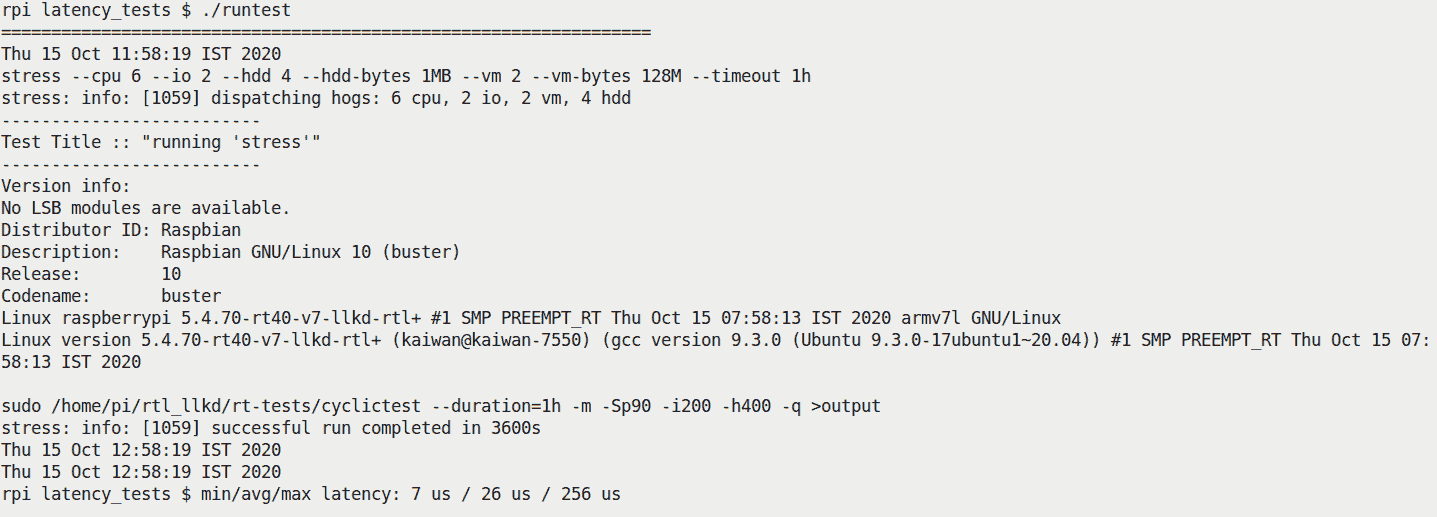 rpi latency_tests $ ./runtest
=================================================================
Thu 15 Oct 11:58:19 IST 2020
stress --cpu 6 --io 2 --hdd 4 --hdd-bytes 1MB --vm 2 --vm-bytes 128M --timeout 1h
stress: info: [1059] dispatching hogs: 6 cpu, 2 io, 2 vm, 4 hdd
--------------------------
Test Title :: "running 'stress'"
--------------------------
Version info:
No LSB modules are available.
Distributor ID: Raspbian
Description:    Raspbian GNU/Linux 10 (buster)
Release:        10
Codename:       buster
Linux raspberrypi 5.4.70-rt40-v7-llkd-rtl+ #1 SMP PREEMPT_RT Thu Oct 15 07:58:13 IST 2020 armv7l GNU/Linux
Linux version 5.4.70-rt40-v7-llkd-rtl+ (kaiwan@kaiwan-7550) (gcc version 9.3.0 (Ubuntu 9.3.0-17ubuntu1~20.04)) #1 SMP PREEMPT_RT Thu Oct 15 07:
58:13 IST 2020
sudo /home/pi/rtl_llkd/rt-tests/cyclictest --duration=1h -m -Sp90 -i200 -h400 -q >output
stress: info: [1059] successful run completed in 3600s
Thu 15 Oct 12:58:19 IST 2020
Thu 15 Oct 12:58:19 IST 2020
rpi latency_tests $ min/avg/max latency: 7 us / 26 us / 256 us